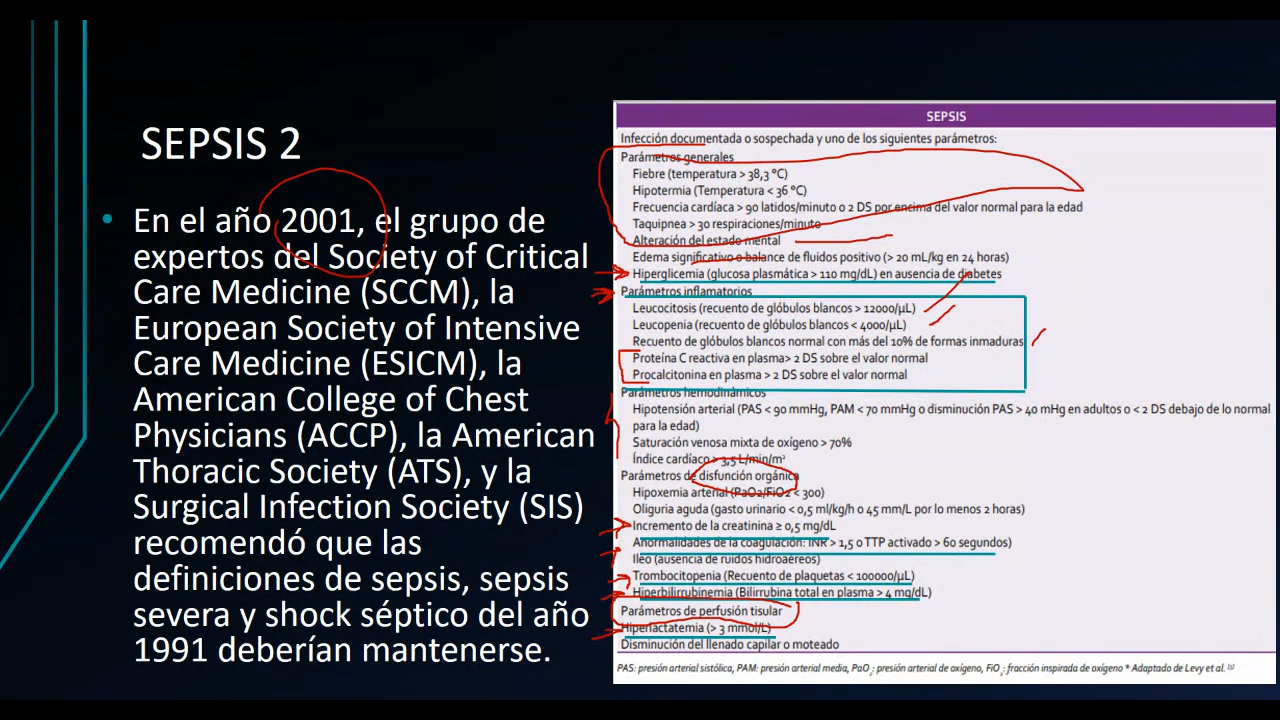 SEPSIS 2
• En el año 2001, el grupo de
expertos del Society of Critical
Care Medicine (SCCM), la
European Society of Intensive
Care Medicine (ESICM), la
American College of Chest
Physicians (ACCP), la American
Thoracic Society (ATS), y la
Surgical Infection Society (SIS)
recomendó que las
definiciones de sepsis, sepsis
severa y shock séptico del año
1991 deberían mantenerse.
SEPSIS
Infección documentada o sospechada y uno de los siguientes parámetros:
Parámetros generales
Fiebre (temperatura > 38,3 °C)
Hipotermia (Temperatura < 36 °C)
Frecuencia cardíaca > 90 latidos/minuto o 2 DS por encima del valor normal para la edad
Taquipnea > 30 respiraciones/minuto
Alteración del estado mental
Edema significativo o balance de fluidos positivo (> 20 mL/kg en 24 horas)
Hiperglicemia (glucosa plasmática > 110 mg/dL) en ausencia de diabetes
Parámetros inflamatorios
Leucocitosis (recuento de glóbulos blancos > 12000/µL)
Leucopenia (recuento de glóbulos blancos < 4000/µL)
Recuento de glóbulos blancos normal con más del 10% de formas inmaduras
Proteína C reactiva en plasma> 2 DS sobre el valor normal
Procalcitonina en plasma > 2 DS sobre el valor normal
Parámetros hemodinámicos
Hipotensión arterial (PAS < 90 mmHg, PAM < 70 mmHg o disminución PAS > 40 mHg en adultos o < 2 DS debajo de lo normal
para la edad)
Saturación venosa mixta de oxígeno > 70%
Índice cardíaco > 3,5 L/min/m²
Parámetros de disfunción orgánica
Hipoxemia arterial (PaO2/FiO2 < 300)
Oliguria aguda (gasto urinario < 0,5 ml/kg/h o 45 mm/L por lo menos 2 horas)
Incremento de la creatinina ≥ 0,5 mg/dL
Anormalidades de la coagulación: INR > 1,5 o TTP activado > 60 segundos)
Ileo (ausencia de ruidos hidroaéreos)
Trombocitopenia (Recuento de plaquetas < 100000/µL)
Hiperbilirrubinemia (Bilirrubina total en plasma > 4 mg/dL)
Parámetros de perfusión tisular
Hiperlactatemia (> 3 mmol/L)
Disminución del llenado capilar o moteado
PAS: presión arterial sistólica, PAM: presión arterial media, PaO₂: presión arterial de oxígeno, FiO₂: fracción inspirada de oxígeno * Adaptado de Levy et al.